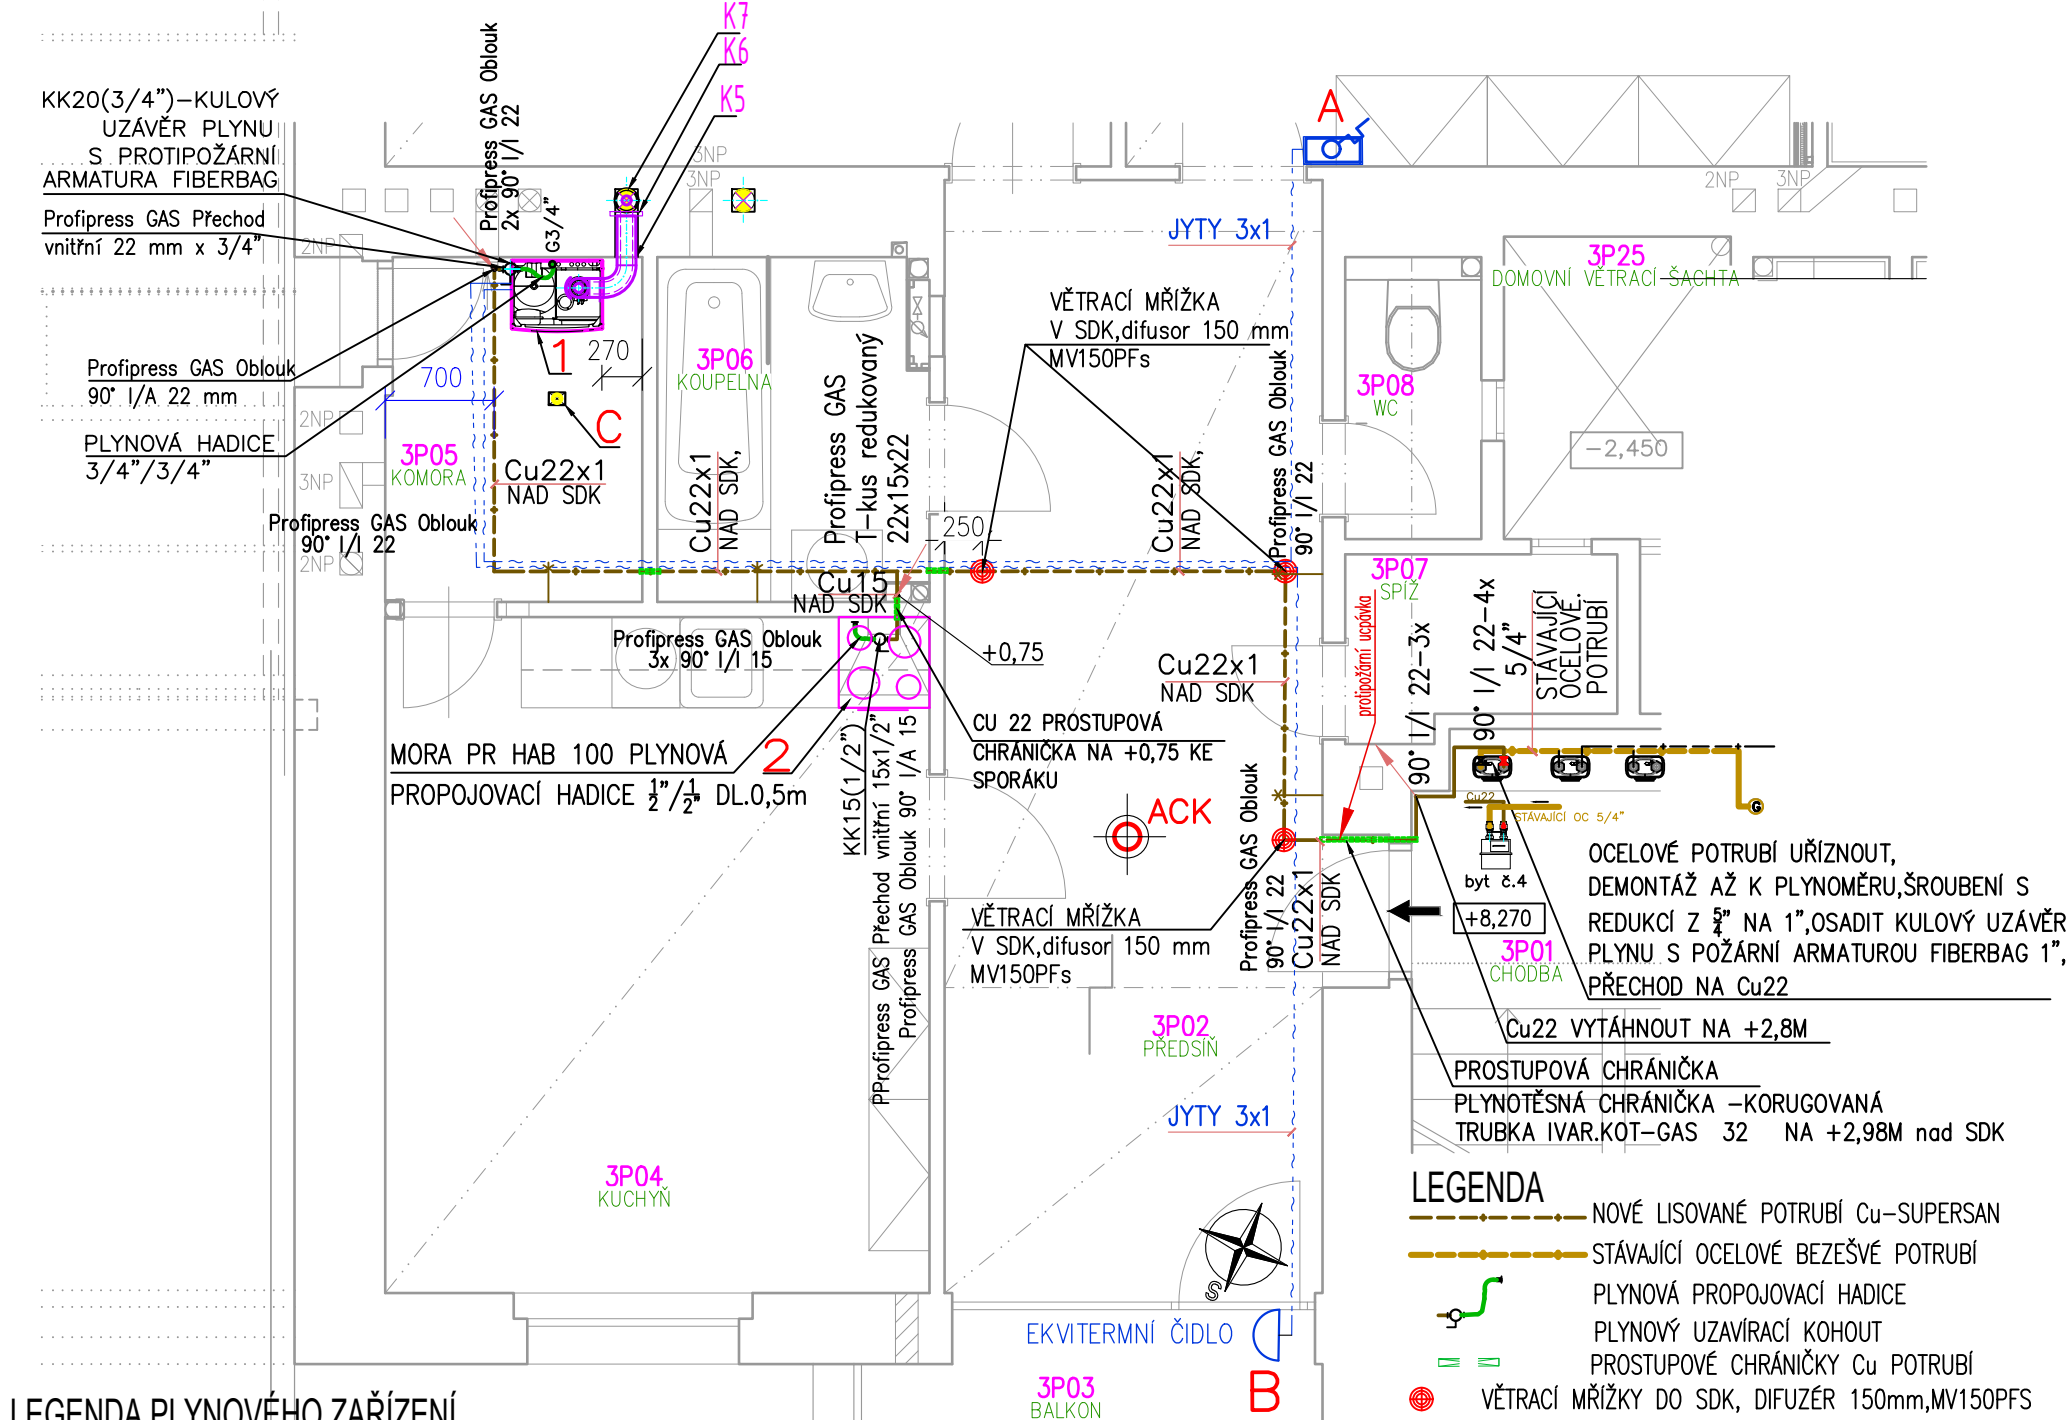 K7
K6
K5
KK20(3/4")-KULOVÝ
UZÁVĚR PLYNU
S PROTIPOŽÁRNÍ
ARMATURA FIBERBAG
Profipress GAS Přechod
vnitřní 22 mm x 3/4"
Profipress GAS Oblouk
2x 90° I/I 22
G3/4"
3NP
3NP
2NP
A
2NP
3NP
JYTY 3x1
3P25
DOMOVNÍ VĚTRACÍ ŠACHTA
VĚTRACÍ MŘÍŽKA
V SDK,difusor 150 mm
MV150PFs
Profipress GAS Oblouk
90° I/A 22 mm
700
1
270
C
3P06
KOUPELNA
3P08
WC
-2,450
PLYNOVÁ HADICE
3/4"/3/4"
2NP
3NP
2NP
3P05
KOMORA
Cu22x1
NAD SDK
Cu22x1
NAD SDK,
Profipress GAS
T-kus redukovaný
22x15x22
250
Cu22x1
NAD SDK,
Profipress GAS Oblouk
90° I/I 22
Profipress GAS Oblouk
90° I/I 22
Cu15
NAD SDK
3P07
SPÍŽ
protipožární ucpávka
90° I/I 22-3x
90° I/I 22-4x
5/4"
STÁVAJÍCÍ
OCELOVÉ.
POTRUBÍ
Profipress GAS Oblouk
3x 90° I/I 15
+0,75
Cu22x1
NAD SDK
CU 22 PROSTUPOVÁ
CHRÁNIČKA NA +0,75 KE
SPORÁKU
MORA PR HAB 100 PLYNOVÁ
PROPOJOVACÍ HADICE ½"/½" DL.0,5m
2
KK15(1/2")
PProfipress GAS Přechod vnitřní 15x1/2"
Profipress GAS Oblouk 90° I/A 15
ACK
Profipress GAS Oblouk
90° I/I 22
Cu22x1
NAD SDK
Cu22
STÁVAJÍCÍ OC 5/4"
G
byt č.4
+8,270
OCELOVÉ POTRUBÍ UŘÍZNOUT,
DEMONTÁŽ AŽ K PLYNOMĚRU,ŠROUBENÍ S
REDUKCÍ Z 5/4" NA 1",OSADIT KULOVÝ UZÁVĚR
PLYNU S POŽÁRNÍ ARMATUROU FIBERBAG 1",
PŘECHOD NA Cu22
3P01
CHODBA
VĚTRACÍ MŘÍŽKA
V SDK,difusor 150 mm
MV150PFs
Cu22 VYTÁHNOUT NA +2,8M
PROSTUPOVÁ CHRÁNIČKA
PLYNOTĚSNÁ CHRÁNIČKA -KORUGOVANÁ
TRUBKA IVAR.KOT-GAS 32 NA +2,98M nad SDK
3P02
PŘEDSÍŇ
JYTY 3x1
3P04
KUCHYŇ
S
EKVITERMNÍ ČIDLO
B
3P03
BALKON
LEGENDA
NOVÉ LISOVANÉ POTRUBÍ Cu-SUPERSAN
STÁVAJÍCÍ OCELOVÉ BEZEŠVÉ POTRUBÍ
PLYNOVÁ PROPOJOVACÍ HADICE
PLYNOVÝ UZAVÍRACÍ KOHOUT
PROSTUPOVÉ CHRÁNIČKY Cu POTRUBÍ
VĚTRACÍ MŘÍŽKY DO SDK, DIFUZÉR 150mm,MV150PFS
LEGENDA PLYNOVÉHO ZAŘÍZENÍ